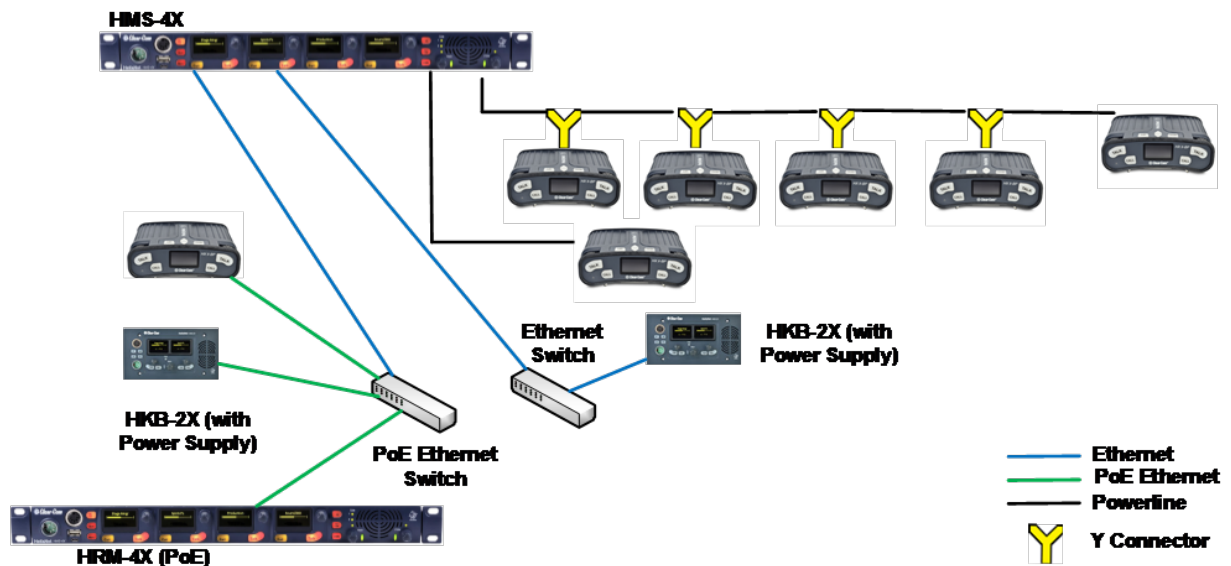 HMS-4X
Ethernet
Switch
HKB-2X (with
Power Supply)
HKB-2X (with
Power Supply)
PoE Ethernet
Switch
HRM-4X (PoE)
Ethernet
PoE Ethernet
Powerline
Y Connector